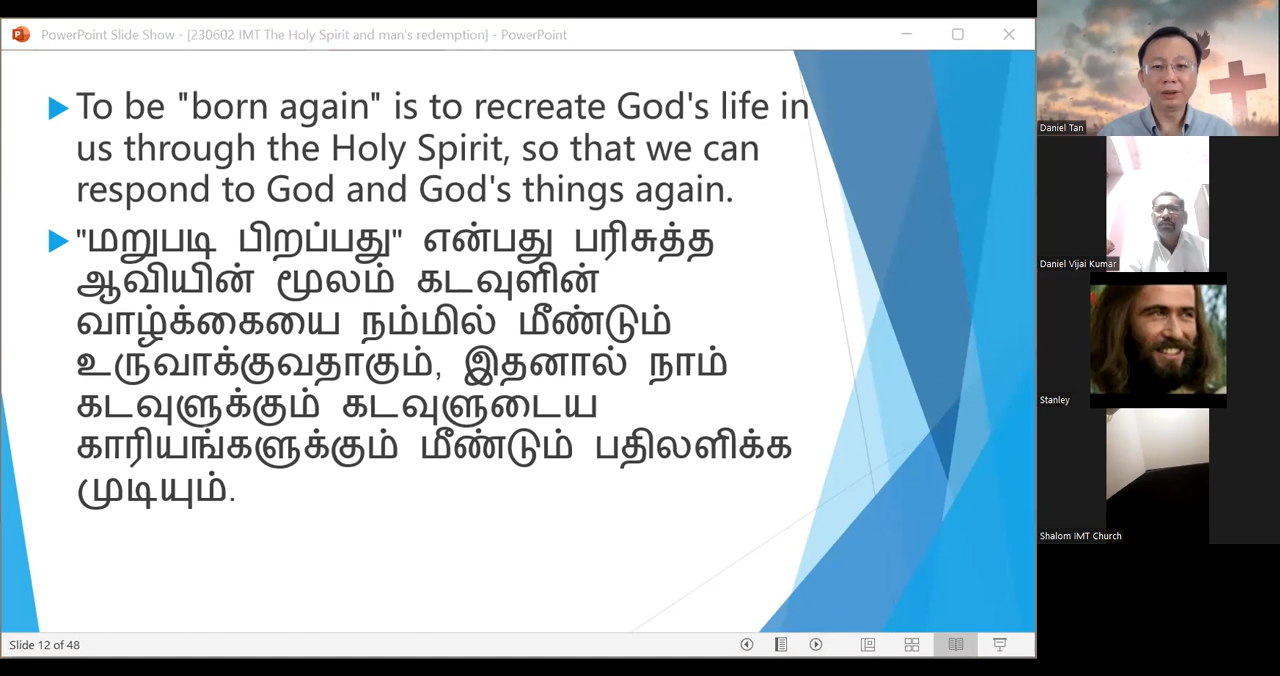 PowerPoint Slide Show - [230602 IMT The Holy Spirit and man's redemption] - PowerPoint
To be "born again" is to recreate God's life in
us through the Holy Spirit, so that we can
respond to God and God's things again.
"மறுபடி பிறப்பது" என்பது பரிசுத்த
ஆவியின் மூலம் கடவுளின்
வாழ்க்கையை நம்மில் மீண்டும்
உருவாக்குவதாகும், இதனால் நாம்
கடவுளுக்கும் கடவுளுடைய
காரியங்களுக்கும் மீண்டும் பதிலளிக்க
முடியும்.
Slide 12 of 48
Daniel Tan
Daniel Vijai Kumar
Stanley
Shalom IMT Church